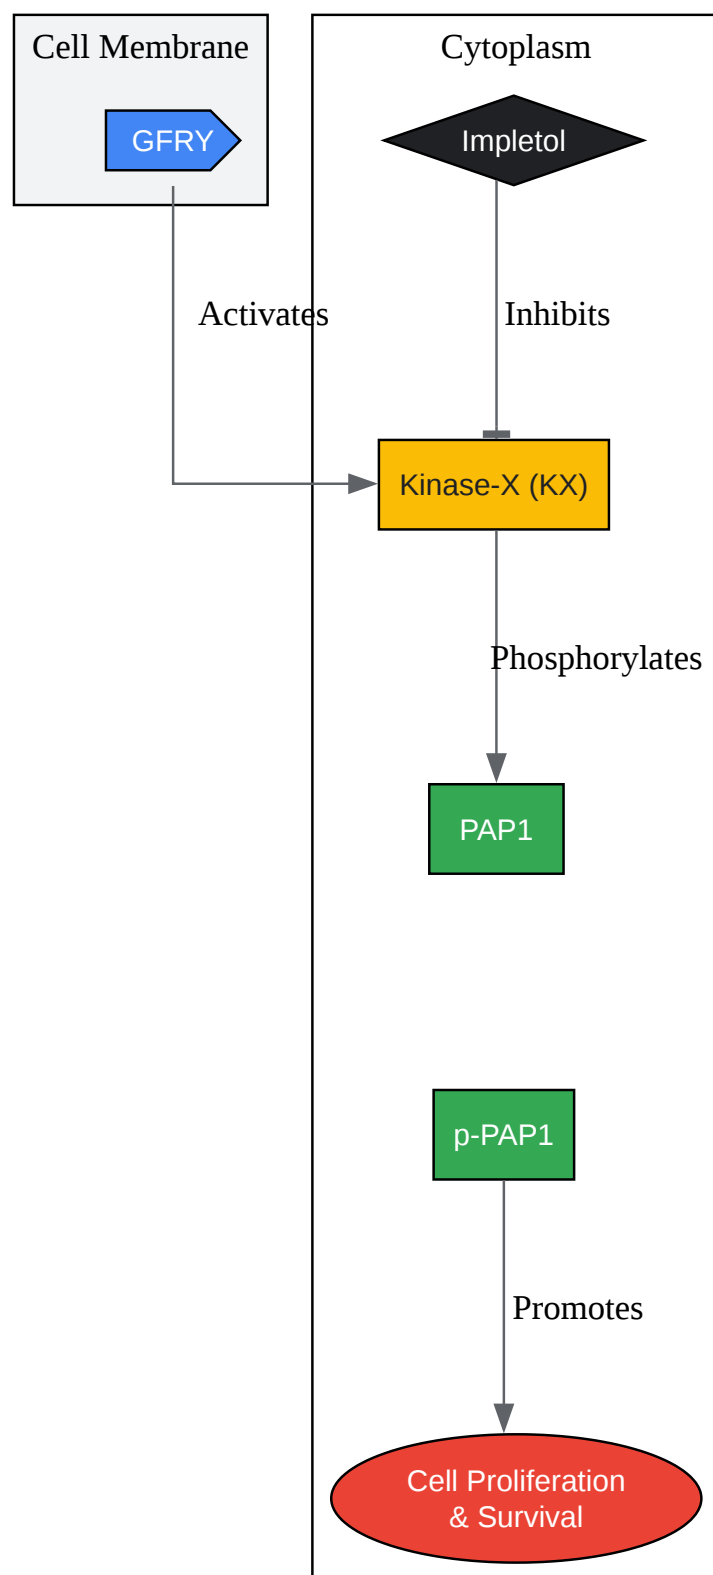 Cell Membrane
Cytoplasm
GFRY
Impletol
Activates
Inhibits
Kinase-X (KX)
Phosphorylates
PAP1
p-PAP1
Promotes
Cell Proliferation
& Survival